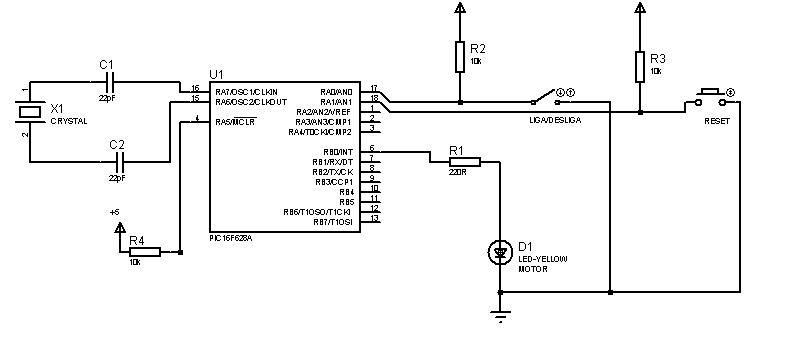 R2
10k
R3
10k
C1
22pF
U1
1
X1
CRYSTAL
2
C2
22pF
16
15
4
RA7/OSC1/CLKIN
RA6/OSC2/CLKOUT
RA5/MCLR
RA0/AN0
RA1/AN1
RA2/AN2/VREF
RA3/AN3/CMP1
RA4/T0CKI/CMP2
RB0/INT
RB1/RX/DT
RB2/TX/CK
RB3/CCP1
RB4
RB5
RB6/T1OSO/T1CKI
RB7/T1OSI
17
18
1
2
3
6
7
8
9
10
11
12
13
PIC16F628A
LIGA/DESLIGA
RESET
R1
220R
+5
R4
10k
D1
LED-YELLOW
MOTOR